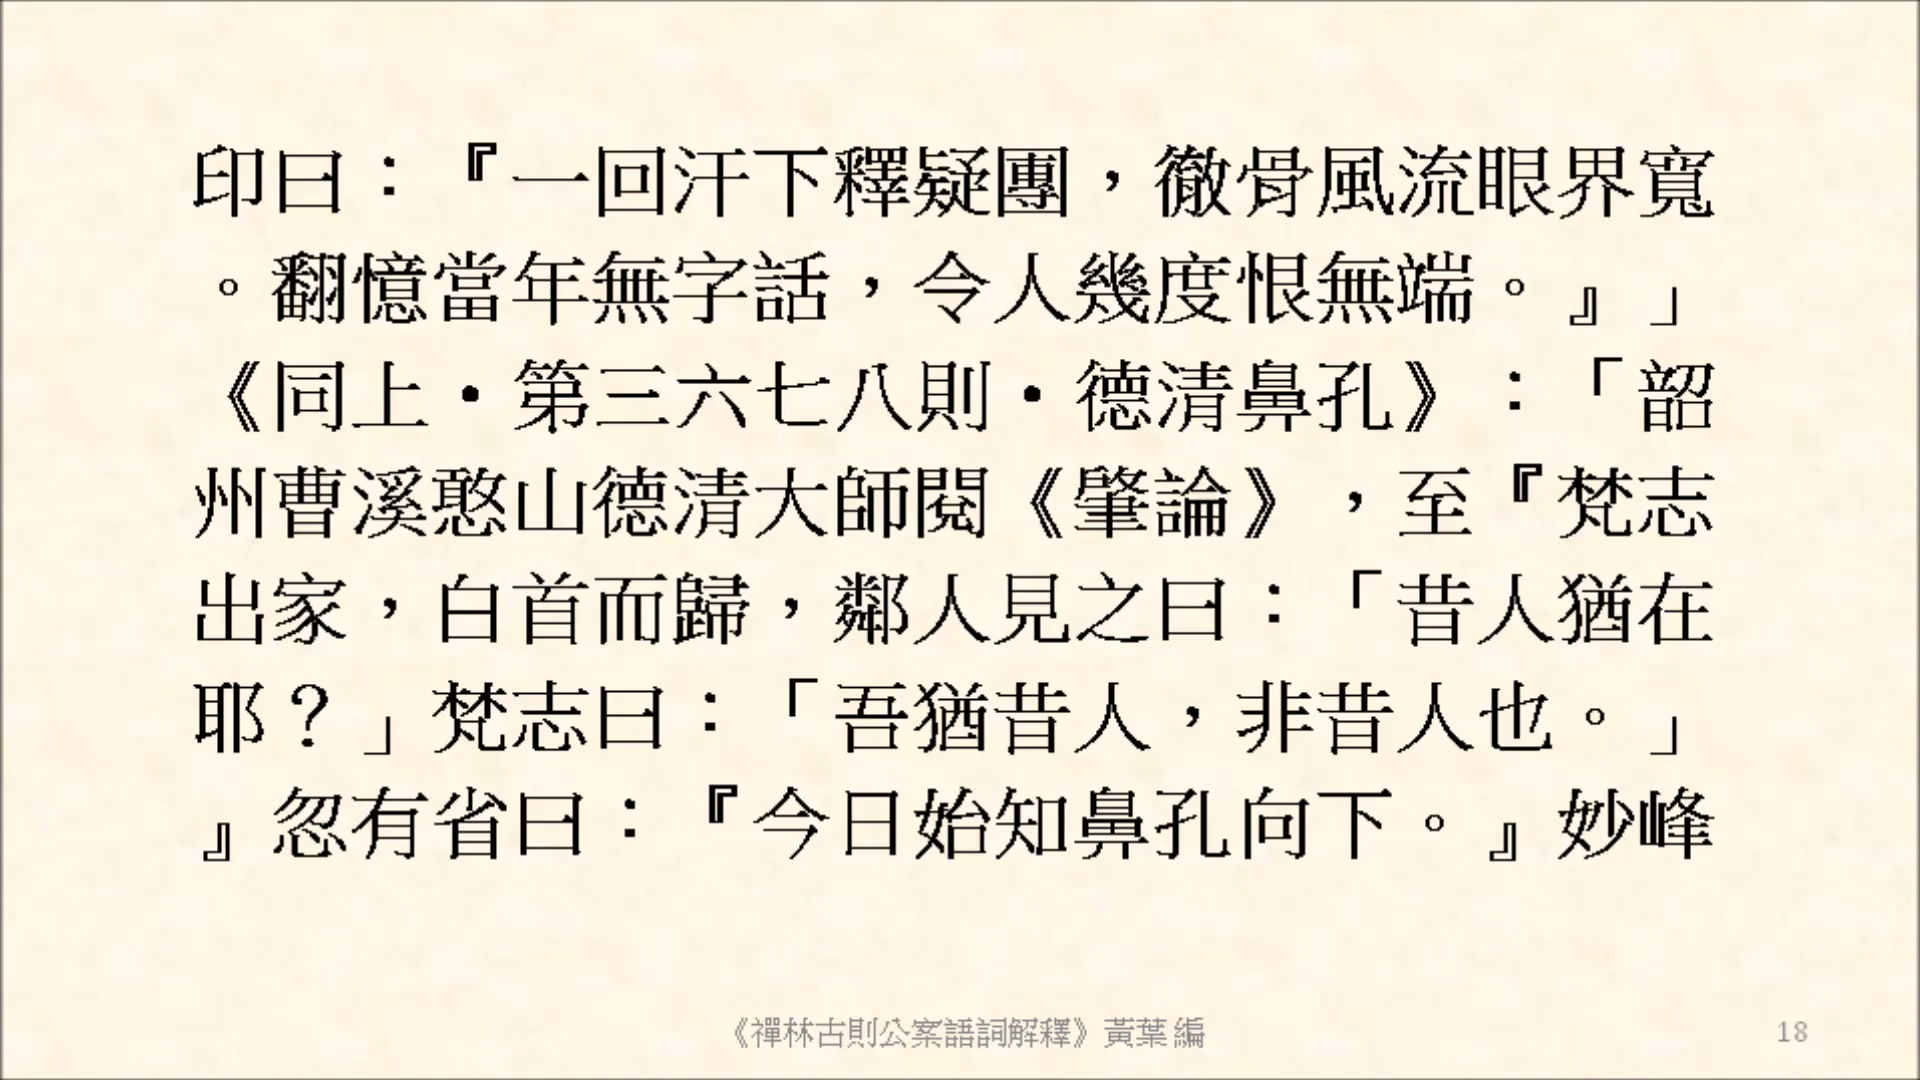 印曰：『一回汗下釋疑團，徹骨風流眼界寬
。翻憶當年無字話，令人幾度恨無端。』」
《同上・第三六七八則・德清鼻孔》：「韶
州曹溪憨山德清大師閱《肇論》，至『梵志
出家，白首而歸，鄰人見之曰：「昔人猶在
耶？」梵志曰：「吾猶昔人，非昔人也。」
』忽有省曰：『今日始知鼻孔向下。』妙峰
《禪林古則公案語詞解釋》黃葉 編
18